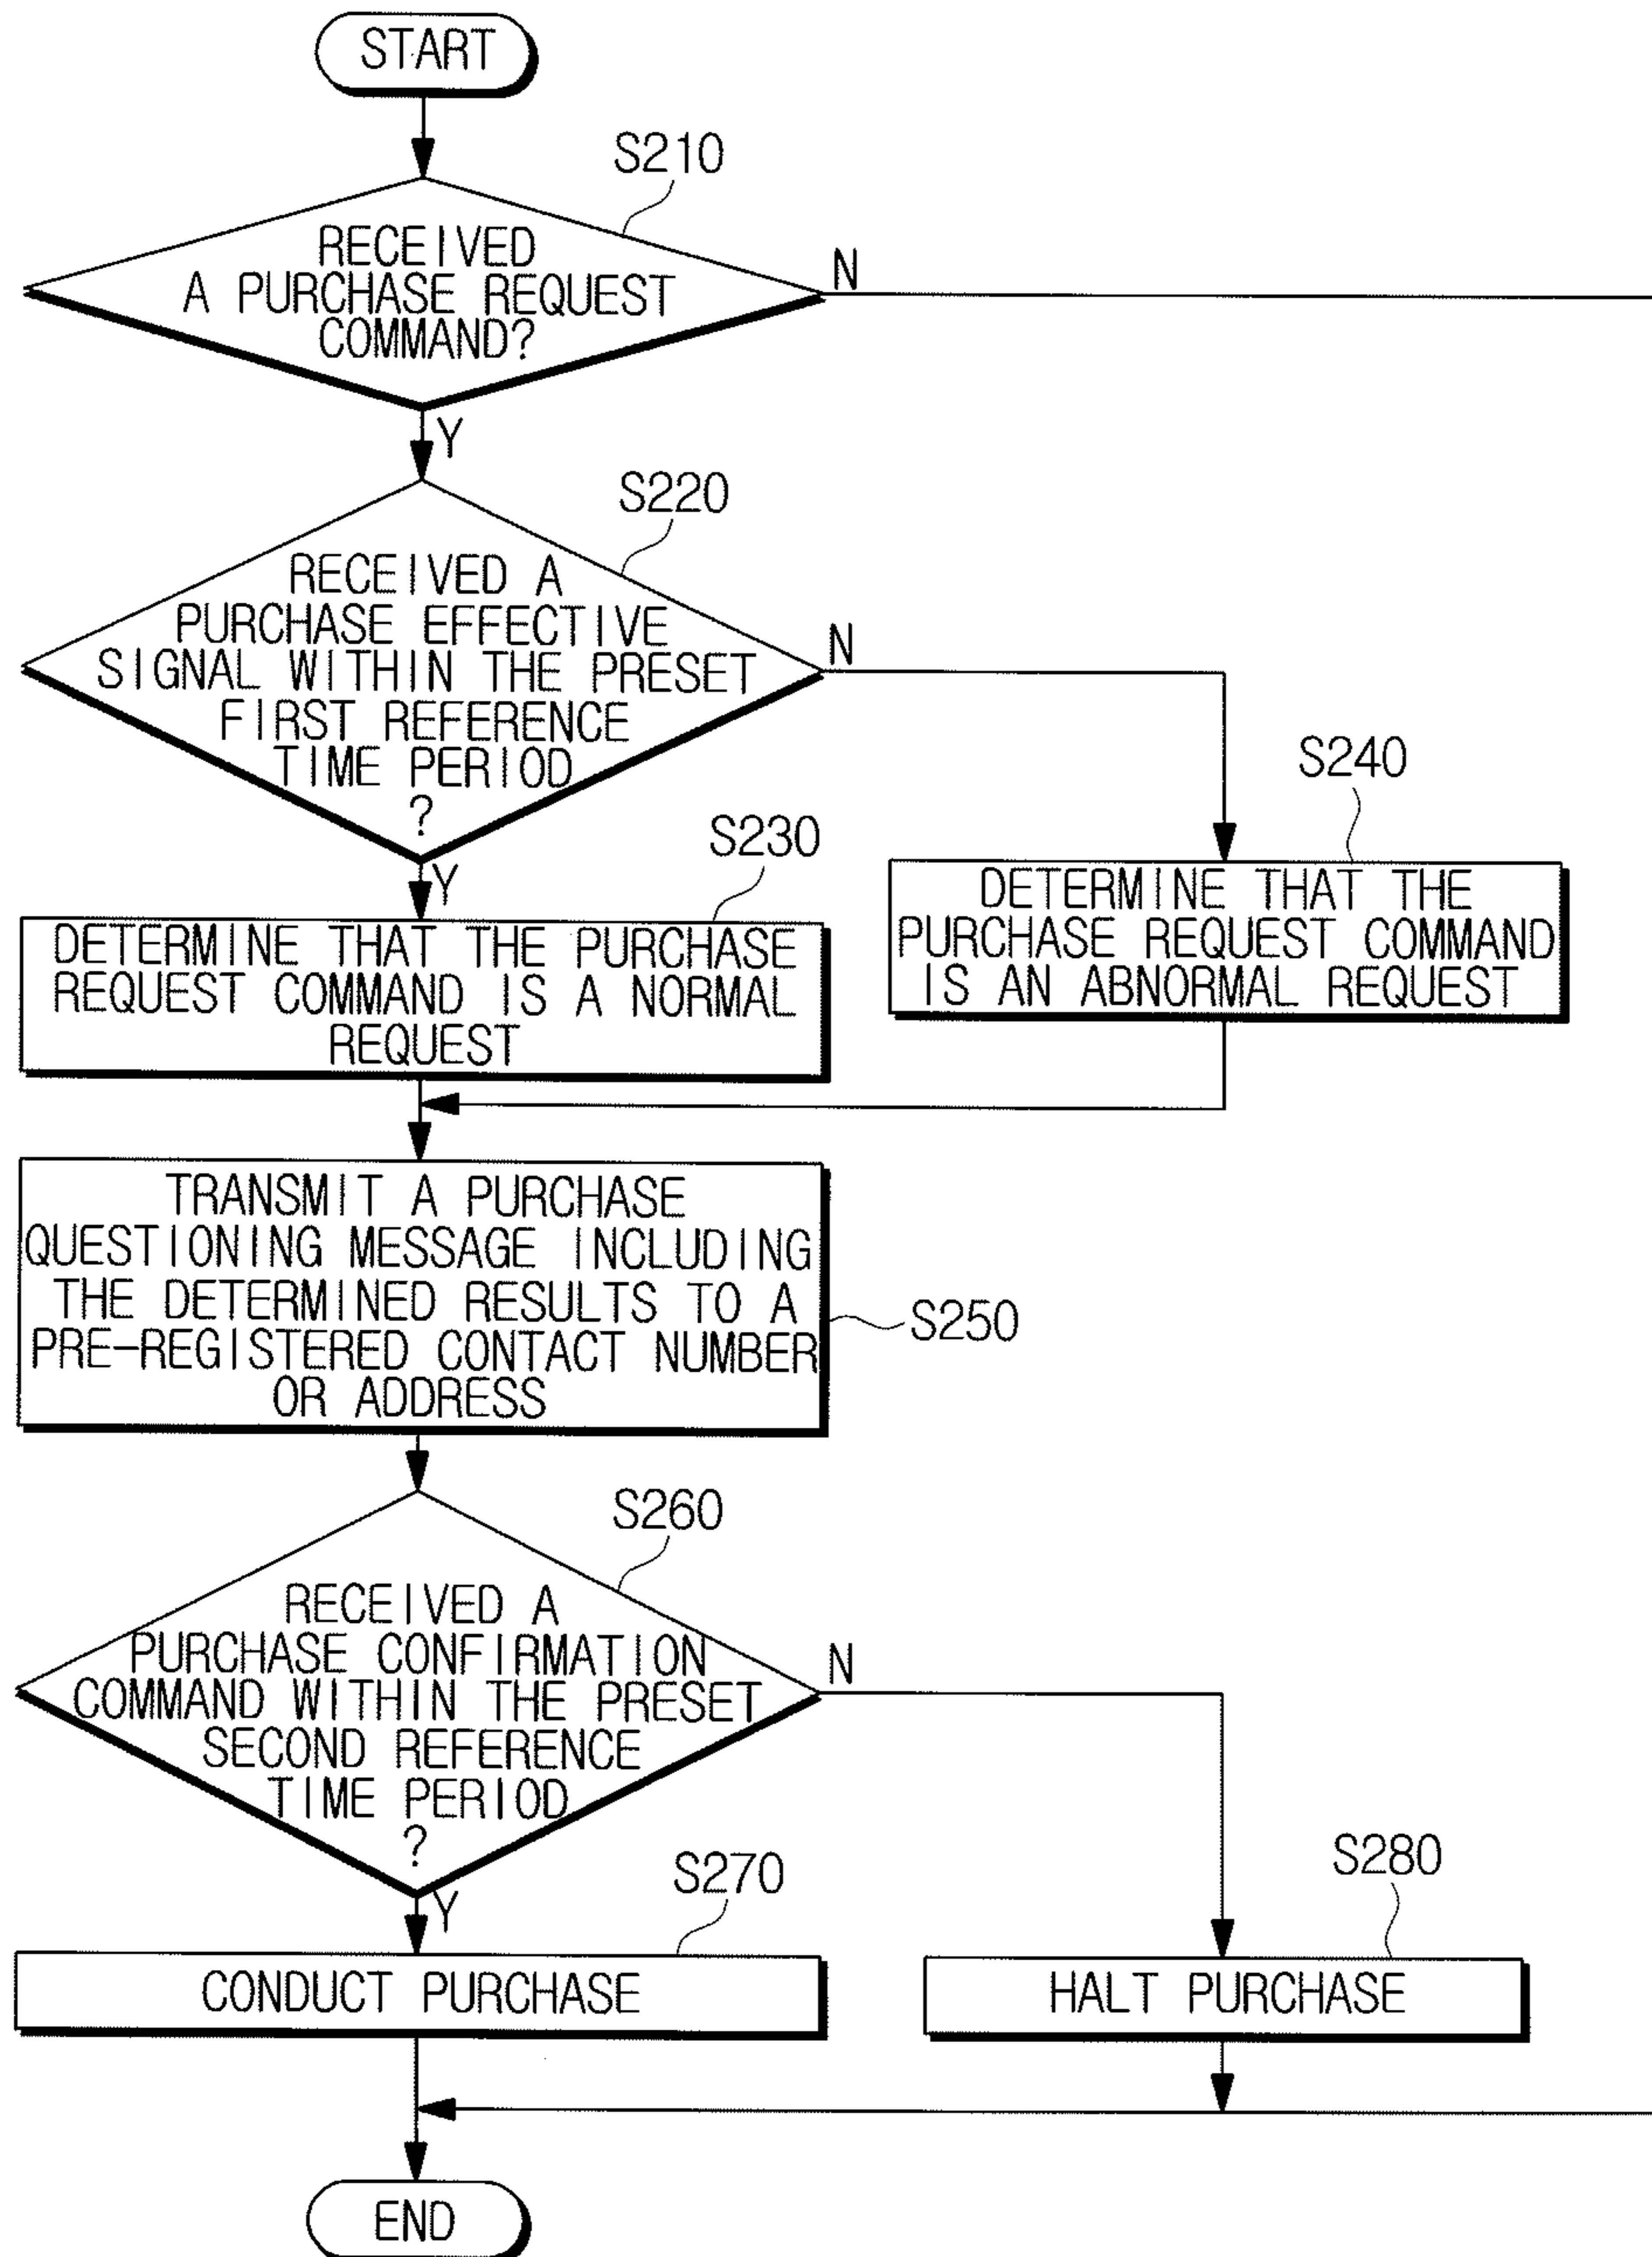 START
S210
RECEIVED
A PURCHASE REQUEST
COMMAND?
N
Y
S220
RECEIVED A
PURCHASE EFFECTIVE
SIGNAL WITHIN THE PRESET
FIRST REFERENCE
TIME PERIOD
?
N
Y
S230
DETERMINE THAT THE PURCHASE
REQUEST COMMAND IS A NORMAL
REQUEST
S240
DETERMINE THAT THE
PURCHASE REQUEST COMMAND
IS AN ABNORMAL REQUEST
TRANSMIT A PURCHASE
QUESTIONING MESSAGE INCLUDING
THE DETERMINED RESULTS TO A
PRE-REGISTERED CONTACT NUMBER
OR ADDRESS
S250
S260
RECEIVED A
PURCHASE CONFIRMATION
COMMAND WITHIN THE PRESET
SECOND REFERENCE
TIME PERIOD
?
N
Y
S270
CONDUCT PURCHASE
S280
HALT PURCHASE
END